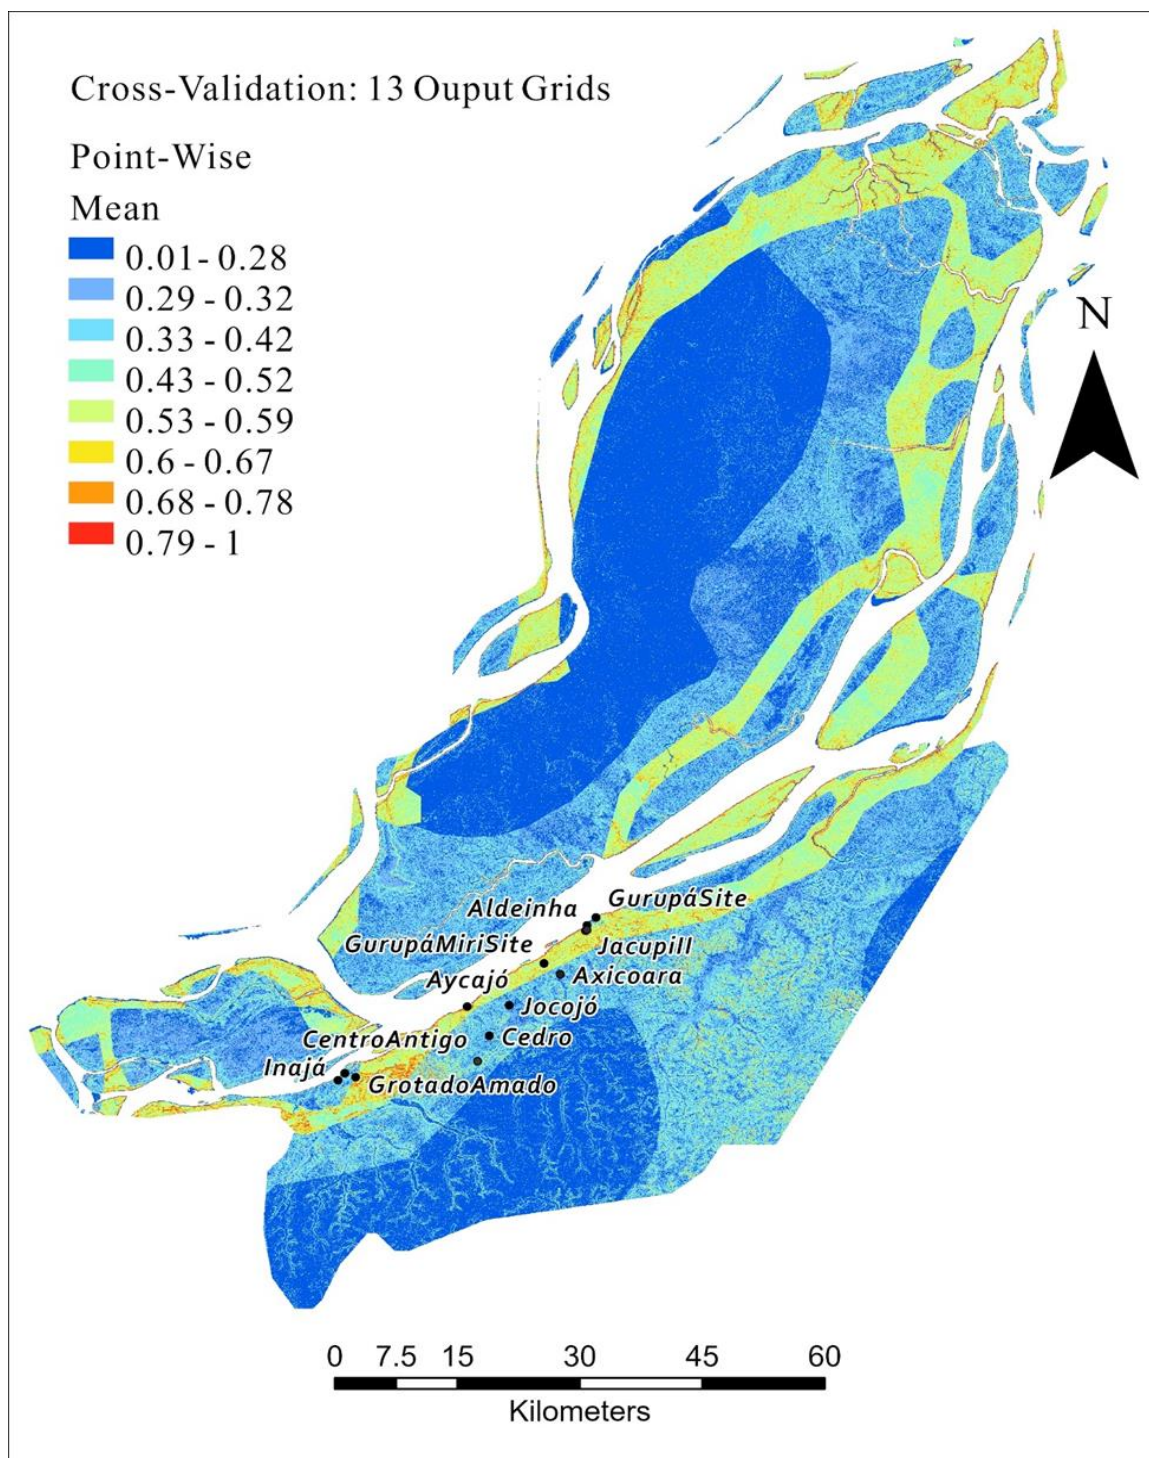 Cross-Validation: 13 Ouput Grids
Point-Wise
Mean
0.01 - 0.28
0.29 - 0.32
0.33 - 0.42
0.43 - 0.52
0.53 - 0.59
0.6 - 0.67
0.68 - 0.78
0.79 - 1
N
GurupáSite
Aldeinha
GurupáMiriSite
JacupiII
Aycajó
Axicoara
Jocojó
CentroAntigo
Cedro
Inajá
GrotadoAmado
0 7.5 15 30 45 60
Kilometers